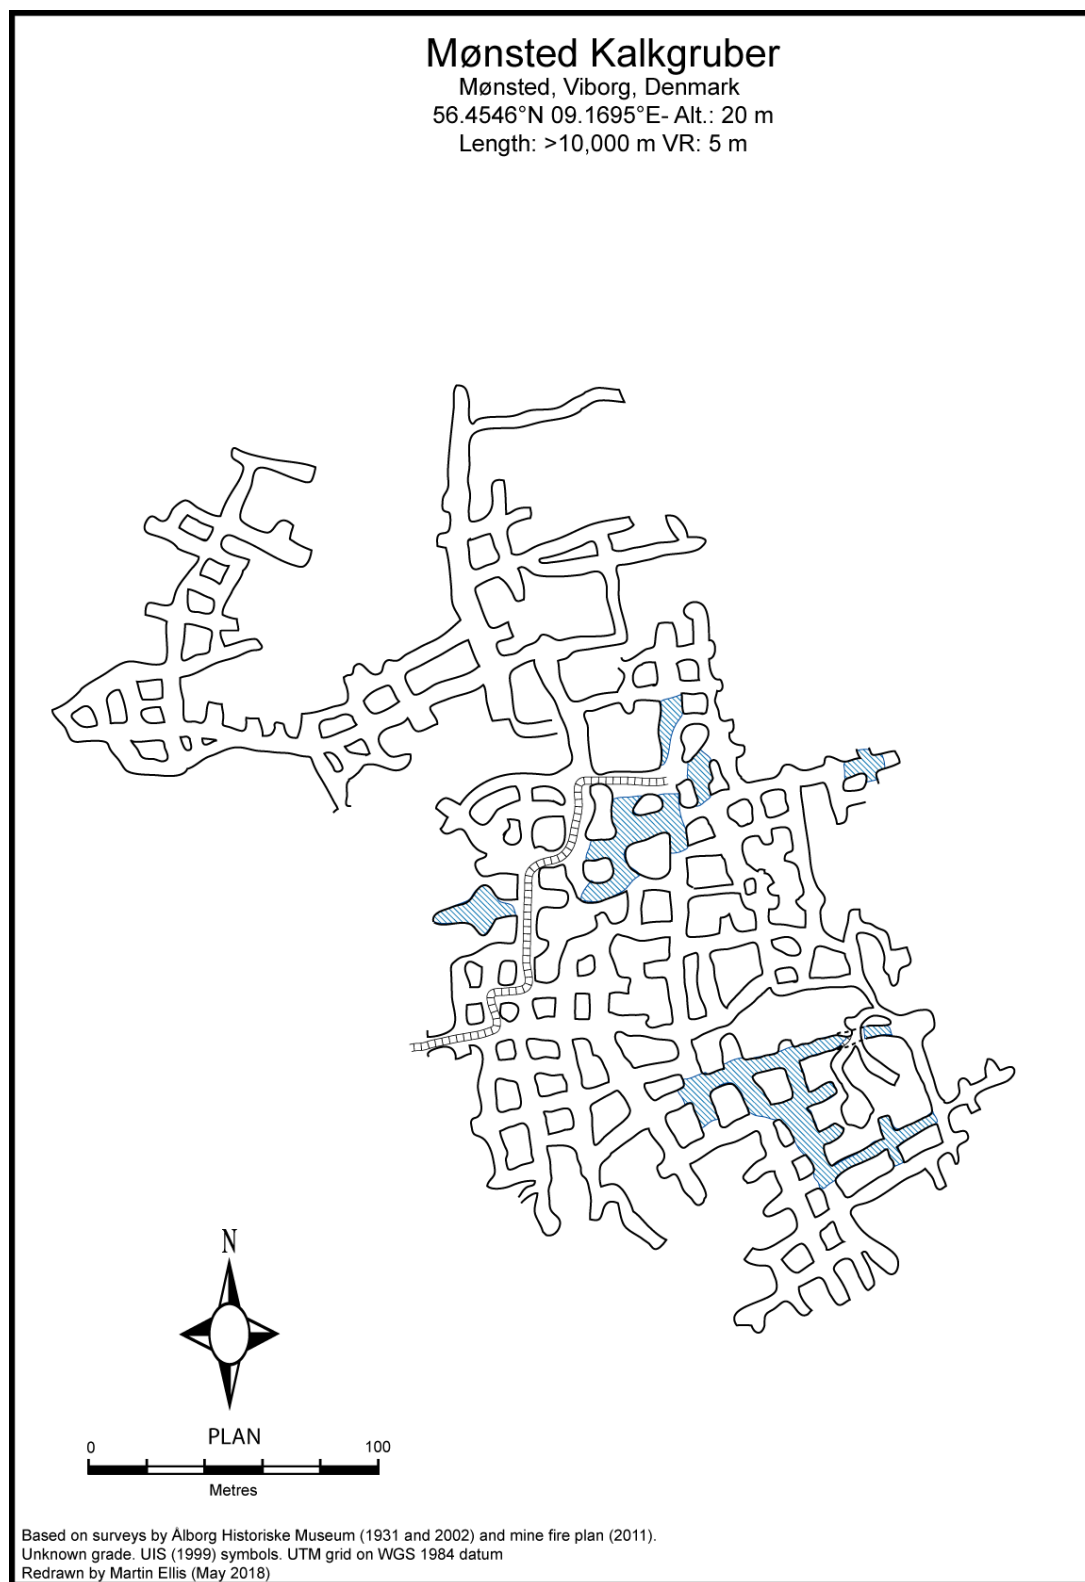 Mønsted Kalkgruber
Mønsted, Viborg, Denmark
56.4546°N 09.1695°E- Alt.: 20 m
Length: >10,000 m VR: 5 m
N
PLAN
0 100
Metres
Based on surveys by Ålborg Historiske Museum (1931 and 2002) and mine fire plan (2011).
Unknown grade. UIS (1999) symbols. UTM grid on WGS 1984 datum
Redrawn by Martin Ellis (May 2018)